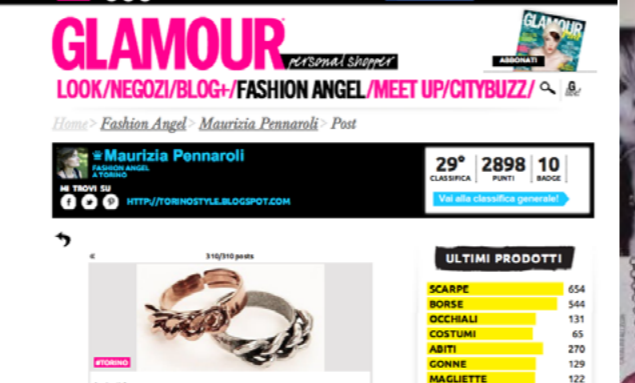 GLAMOUR
personal shopper
GLAMOUR
ABBONATI
LOOK/NEGOZI/BLOG+/FASHION ANGEL/MEET UP/CITYBUZZ/
Home > Fashion Angel > Maurizia Pennaroli > Post
Maurizia Pennaroli
FASHION ANGEL
A TORINO
MI TROVI SU
HTTP://TORINOSTYLE.BLOGSPOT.COM
29° 2898 10
CLASSIFICA PUNTI BADGE
Vai alla classifica generale!
« 310/310 posts
#TORINO
ULTIMI PRODOTTI
SCARPE 654
BORSE 544
OCCHIALI 131
COSTUMI 65
ABITI 270
GONNE 129
MAGLIETTE 122